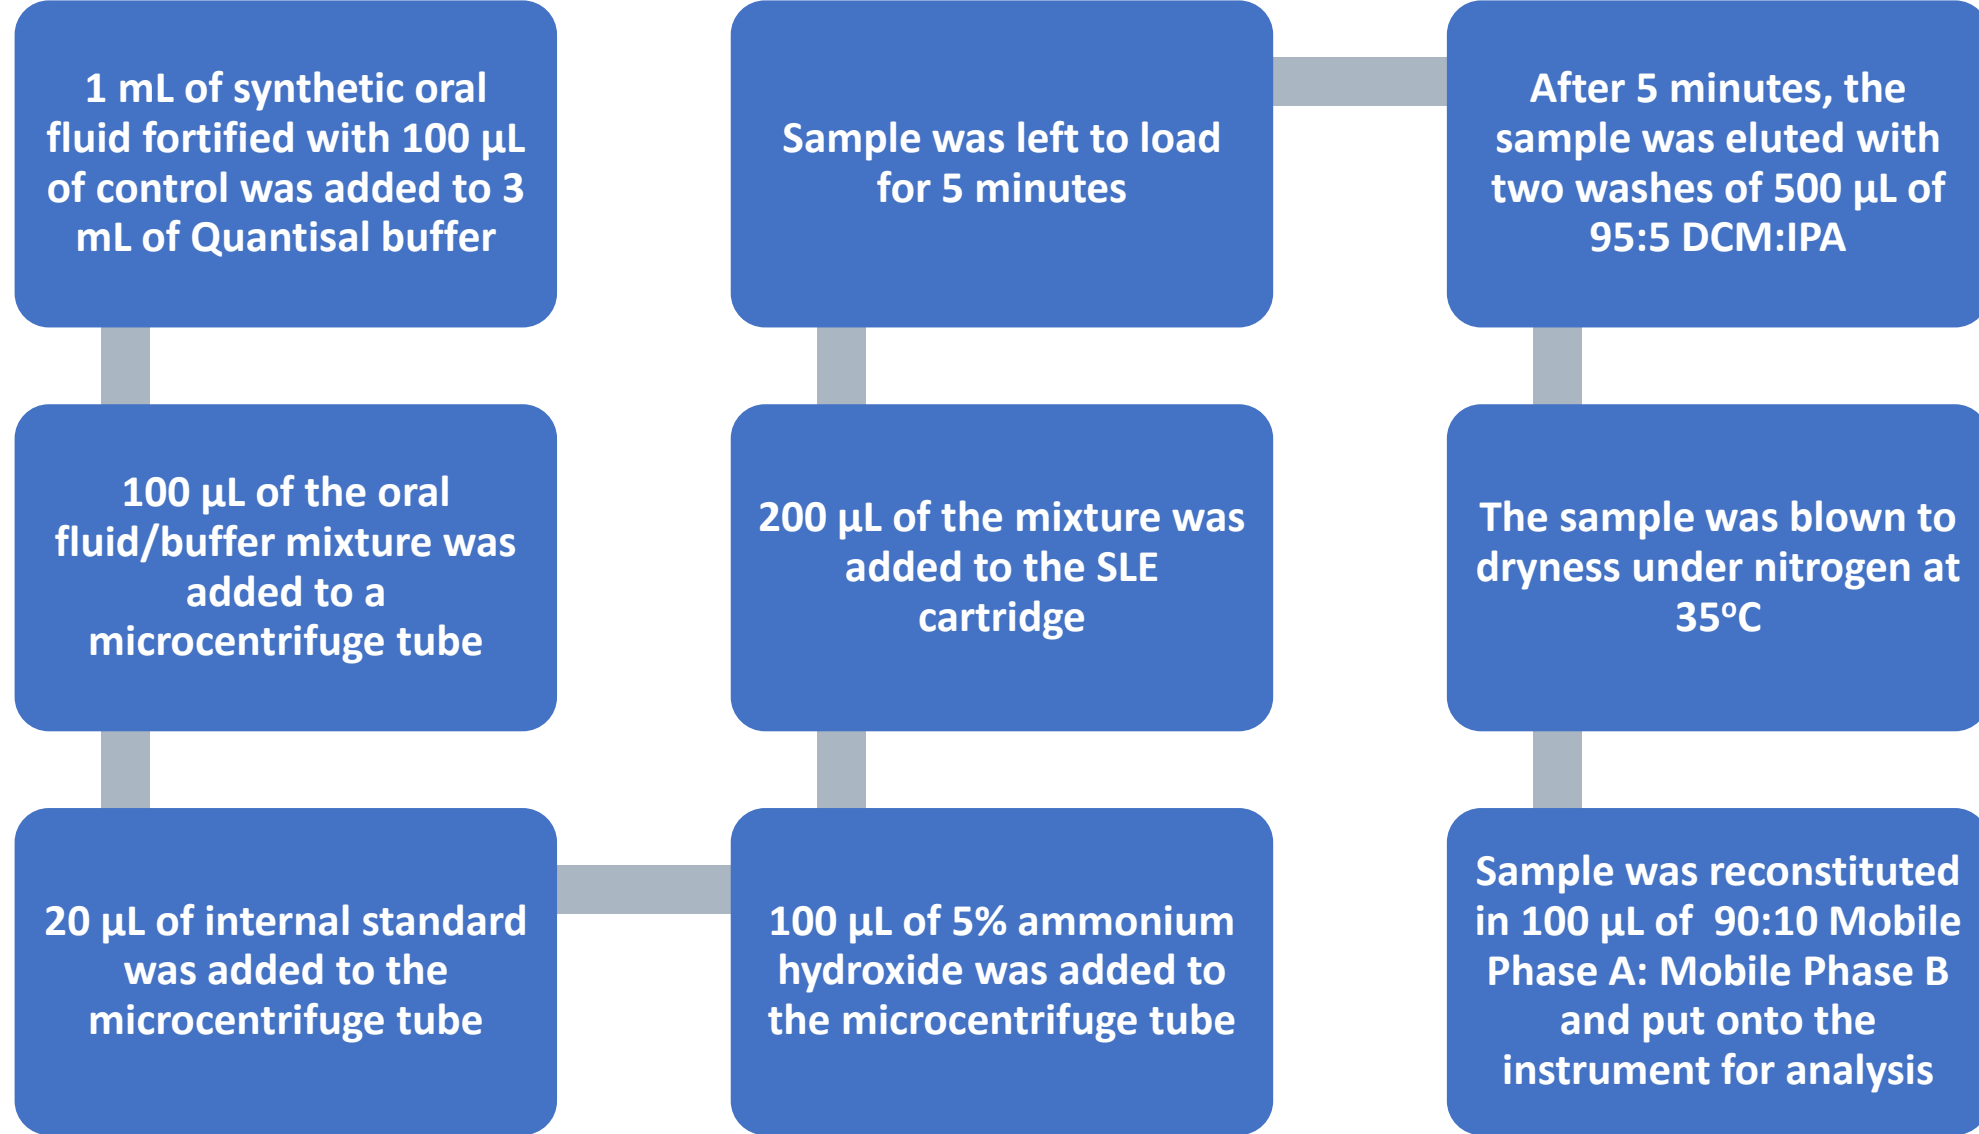 1 mL of synthetic oral
fluid fortified with 100 µL
of control was added to 3
mL of Quantisal buffer
100 µL of the oral
fluid/buffer mixture was
added to a
microcentrifuge tube
20 µL of internal standard
was added to the
microcentrifuge tube
100 µL of 5% ammonium
hydroxide was added to
the microcentrifuge tube
200 µL of the mixture was
added to the SLE
cartridge
Sample was left to load
for 5 minutes
After 5 minutes, the
sample was eluted with
two washes of 500 µL of
95:5 DCM:IPA
The sample was blown to
dryness under nitrogen at
35°C
Sample was reconstituted
in 100 µL of  90:10 Mobile
Phase A: Mobile Phase B
and put onto the
instrument for analysis